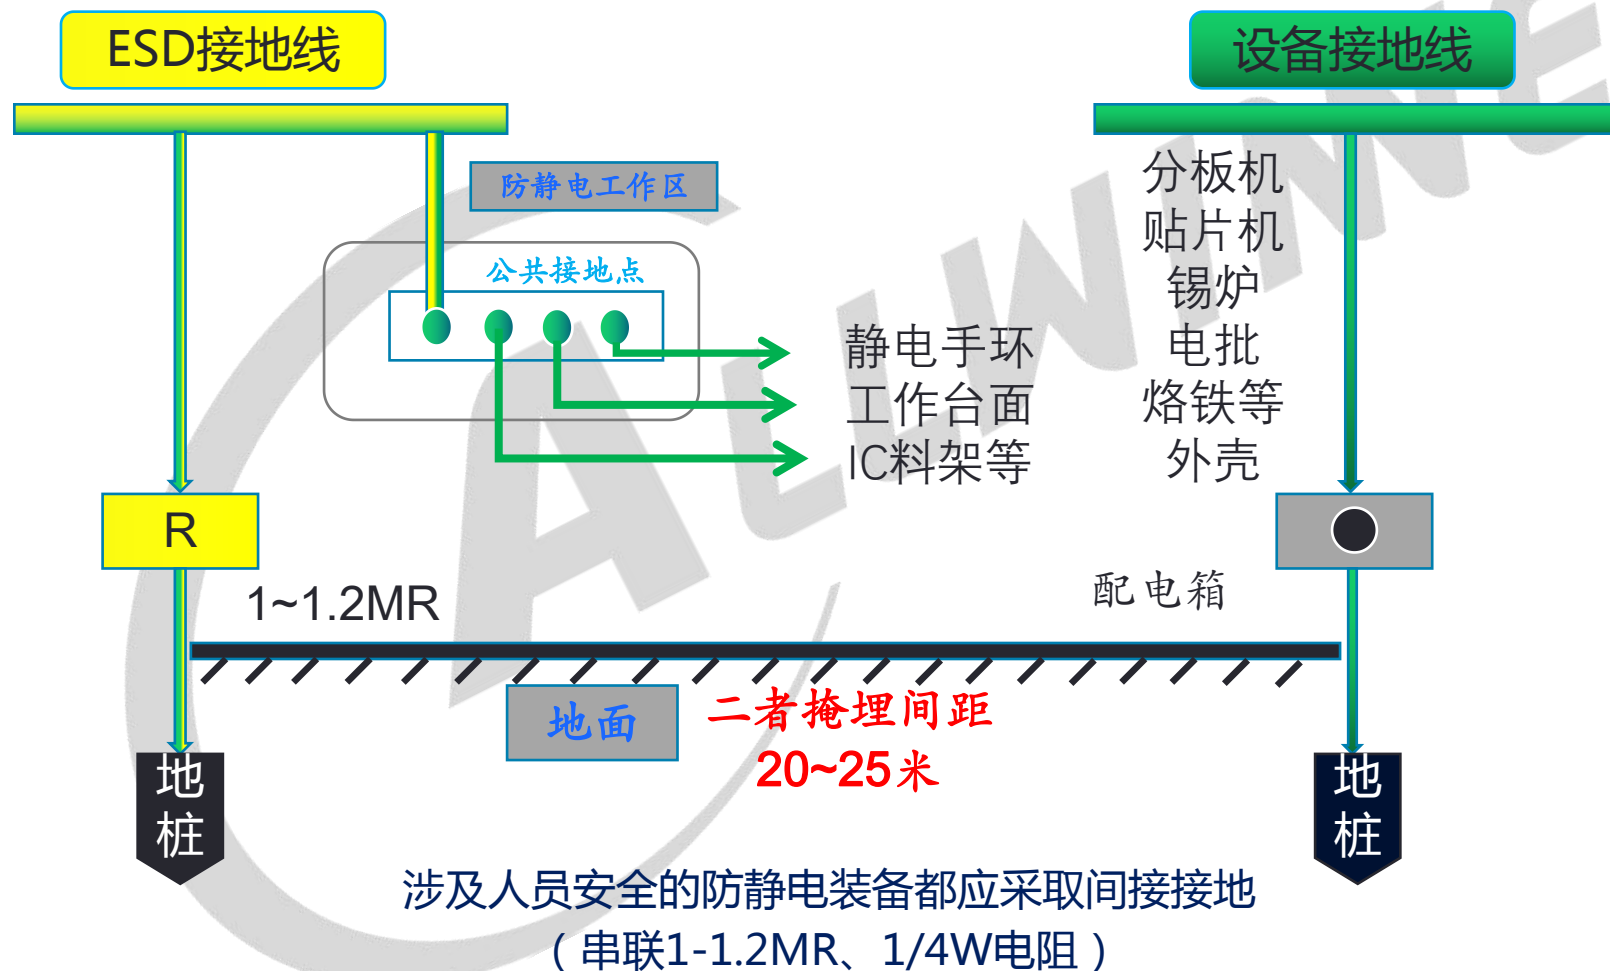 ESD接地线
设备接地线
防静电工作区
公共接地点
静电手环
工作台面
IC料架等
分板机
贴片机
锡炉
电批
烙铁等
外壳
R
1~1.2MR
配电箱
地面
二者掩埋间距
20~25米
地
桩
地
桩
涉及人员安全的防静电装备都应采取间接接地
（串联1-1.2MR、1/4W电阻）
ALLWINE